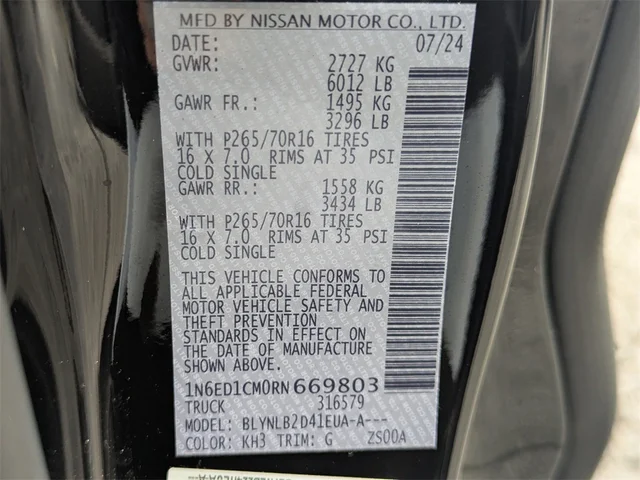 MFD BY NISSAN MOTOR CO., LTD.
DATE: 07/24
GVWR: 2727 KG
6012 LB
GAWR FR.: 1495 KG
3296 LB
WITH P265/70R16 TIRES
16 X 7.0 RIMS AT 35 PSI
COLD SINGLE
GAWR RR.: 1558 KG
3434 LB
WITH P265/70R16 TIRES
16 X 7.0 RIMS AT 35 PSI
COLD SINGLE
THIS VEHICLE CONFORMS TO
ALL APPLICABLE FEDERAL
MOTOR VEHICLE SAFETY AND
THEFT PREVENTION
STANDARDS IN EFFECT ON
THE DATE OF MANUFACTURE
SHOWN ABOVE.
1N6ED1CM0RN669803
TRUCK 316579
MODEL: BLYNLB2D41EUA-A---
COLOR: KH3 TRIM: G ZS00A